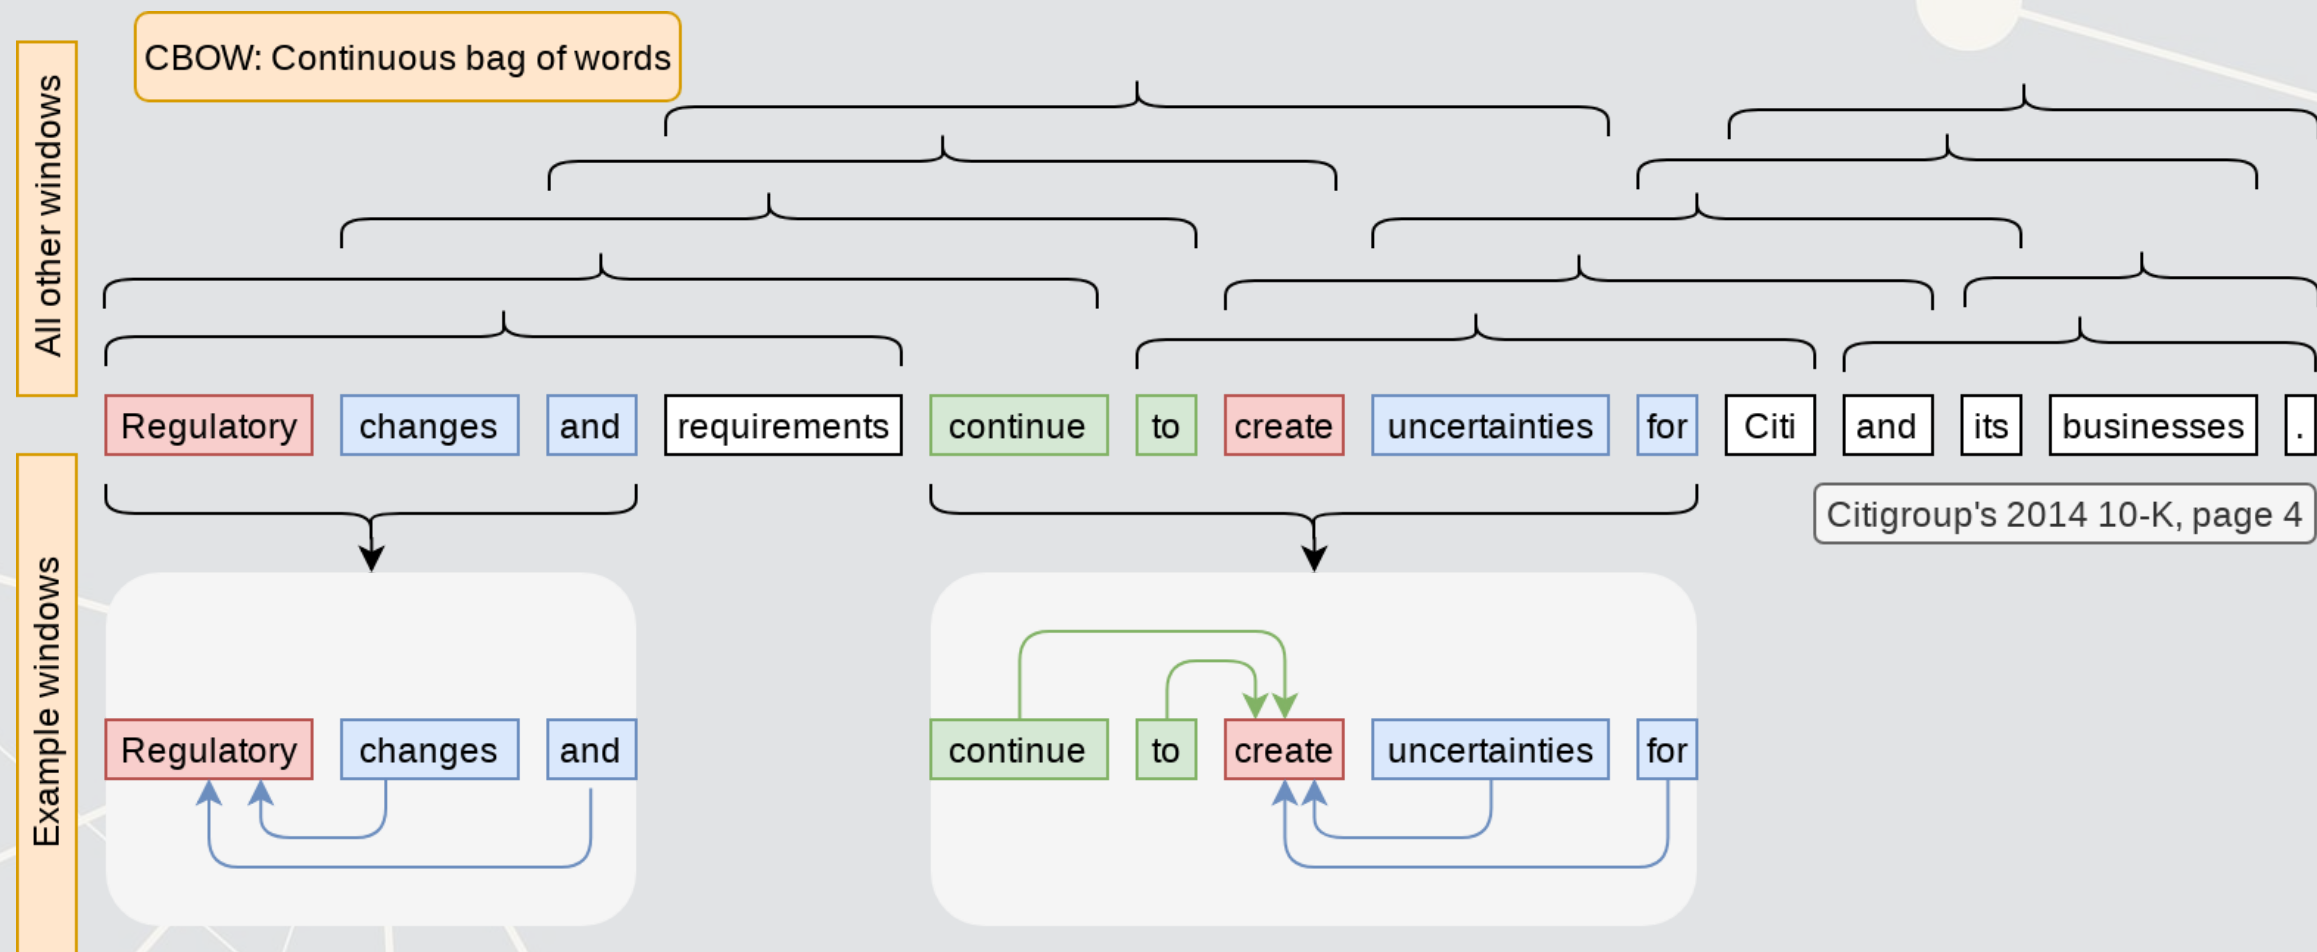 CBOW: Continuous bag of words
All other windows
Regulatory changes and requirements continue to create uncertainties for Citi and its businesses .
Citigroup's 2014 10-K, page 4
Example windows
Regulatory changes and
continue to create uncertainties for